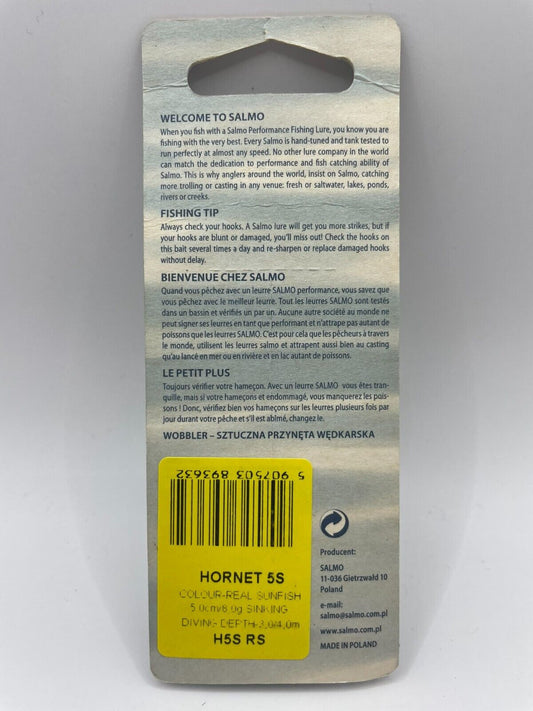 WELCOME TO SALMO
When you fish with a Salmo Performance Fishing Lure, you know you are
fishing with the very best. Every Salmo is hand-tuned and tank tested to
run perfectly at almost any speed. No other lure company in the world
can match the dedication to performance and fish catching ability of
Salmo. This is why anglers around the world, insist on Salmo, catching
more trolling or casting in any venue: fresh or saltwater, lakes, ponds,
rivers or creeks.
FISHING TIP
Always check your hooks. A Salmo lure will get you more strikes, but if
your hooks are blunt or damaged, you'll miss out! Check the hooks on
this bait several times a day and re-sharpen or replace damaged hooks
without delay.
BIENVENUE CHEZ SALMO
Quand vous pêchez avec un leurre SALMO performance, vous savez que
vous pêchez avec le meilleur leurre. Tout les leurres SALMO sont testés
dans un bassin et vérifiés un par un. Aucune autre société au monde ne
peut signer ses leurres en tant que performant et n'attrape pas autant de
poissons que les leurres SALMO. C'est pour cela que les pêcheurs à travers
le monde, utilisent les leurres salmo et attrapent aussi bien au casting
qu'au lancé en mer ou en rivière et en lac autant de poissons.
LE PETIT PLUS
Toujours vérifier votre hameçon. Avec un leurre SALMO vous êtes tran-
quille, mais si votre hameçons et endommagé, vous manquerez les pois-
sons ! Donc, vérifiez bien vos hameçons sur les leurres plusieurs fois par
jour durant votre pêche et s'il est abîmé, changez le.
WOBBLER – SZTUCZNA PRZYNĘTA WĘDKARSKA
5 907503 893632
HORNET 5S
COLOUR-REAL SUNFISH
5.0cm/8.0g SINKING
DIVING DEPTH-3,0/4,0m
H5S RS
Producent:
SALMO
11-036 Gietrzwałd 10
Poland
e-mail:
salmo@salmo.com.pl
www.salmo.com.pl
MADE IN POLAND